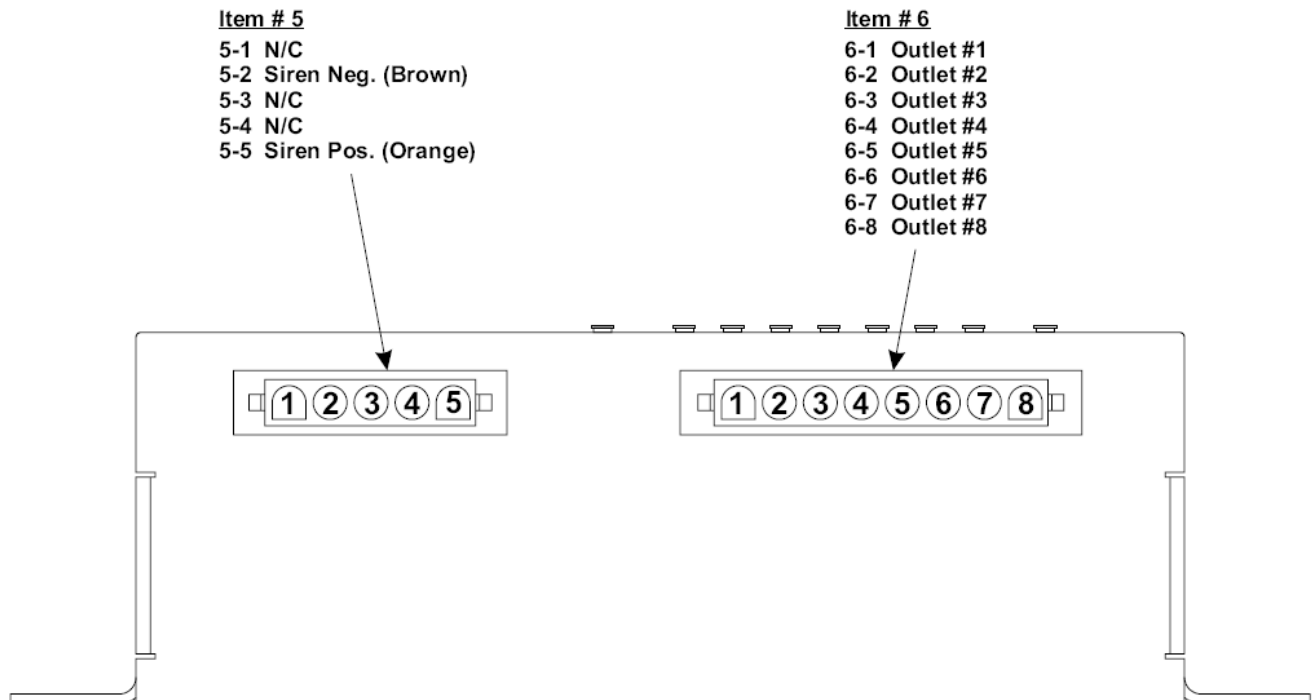 Item # 5
5-1 N/C
5-2 Siren Neg. (Brown)
5-3 N/C
5-4 N/C
5-5 Siren Pos. (Orange)
Item # 6
6-1 Outlet #1
6-2 Outlet #2
6-3 Outlet #3
6-4 Outlet #4
6-5 Outlet #5
6-6 Outlet #6
6-7 Outlet #7
6-8 Outlet #8
1 2 3 4 5
1 2 3 4 5 6 7 8